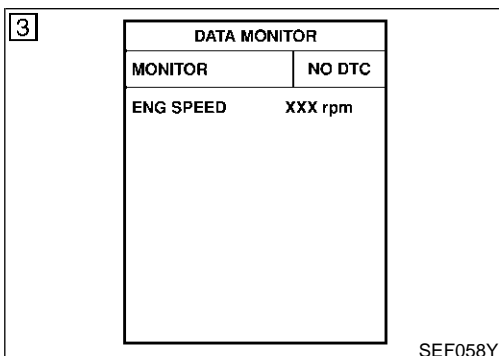 3
DATA MONITOR
MONITOR NO DTC
ENG SPEED XXX rpm
SEF058Y